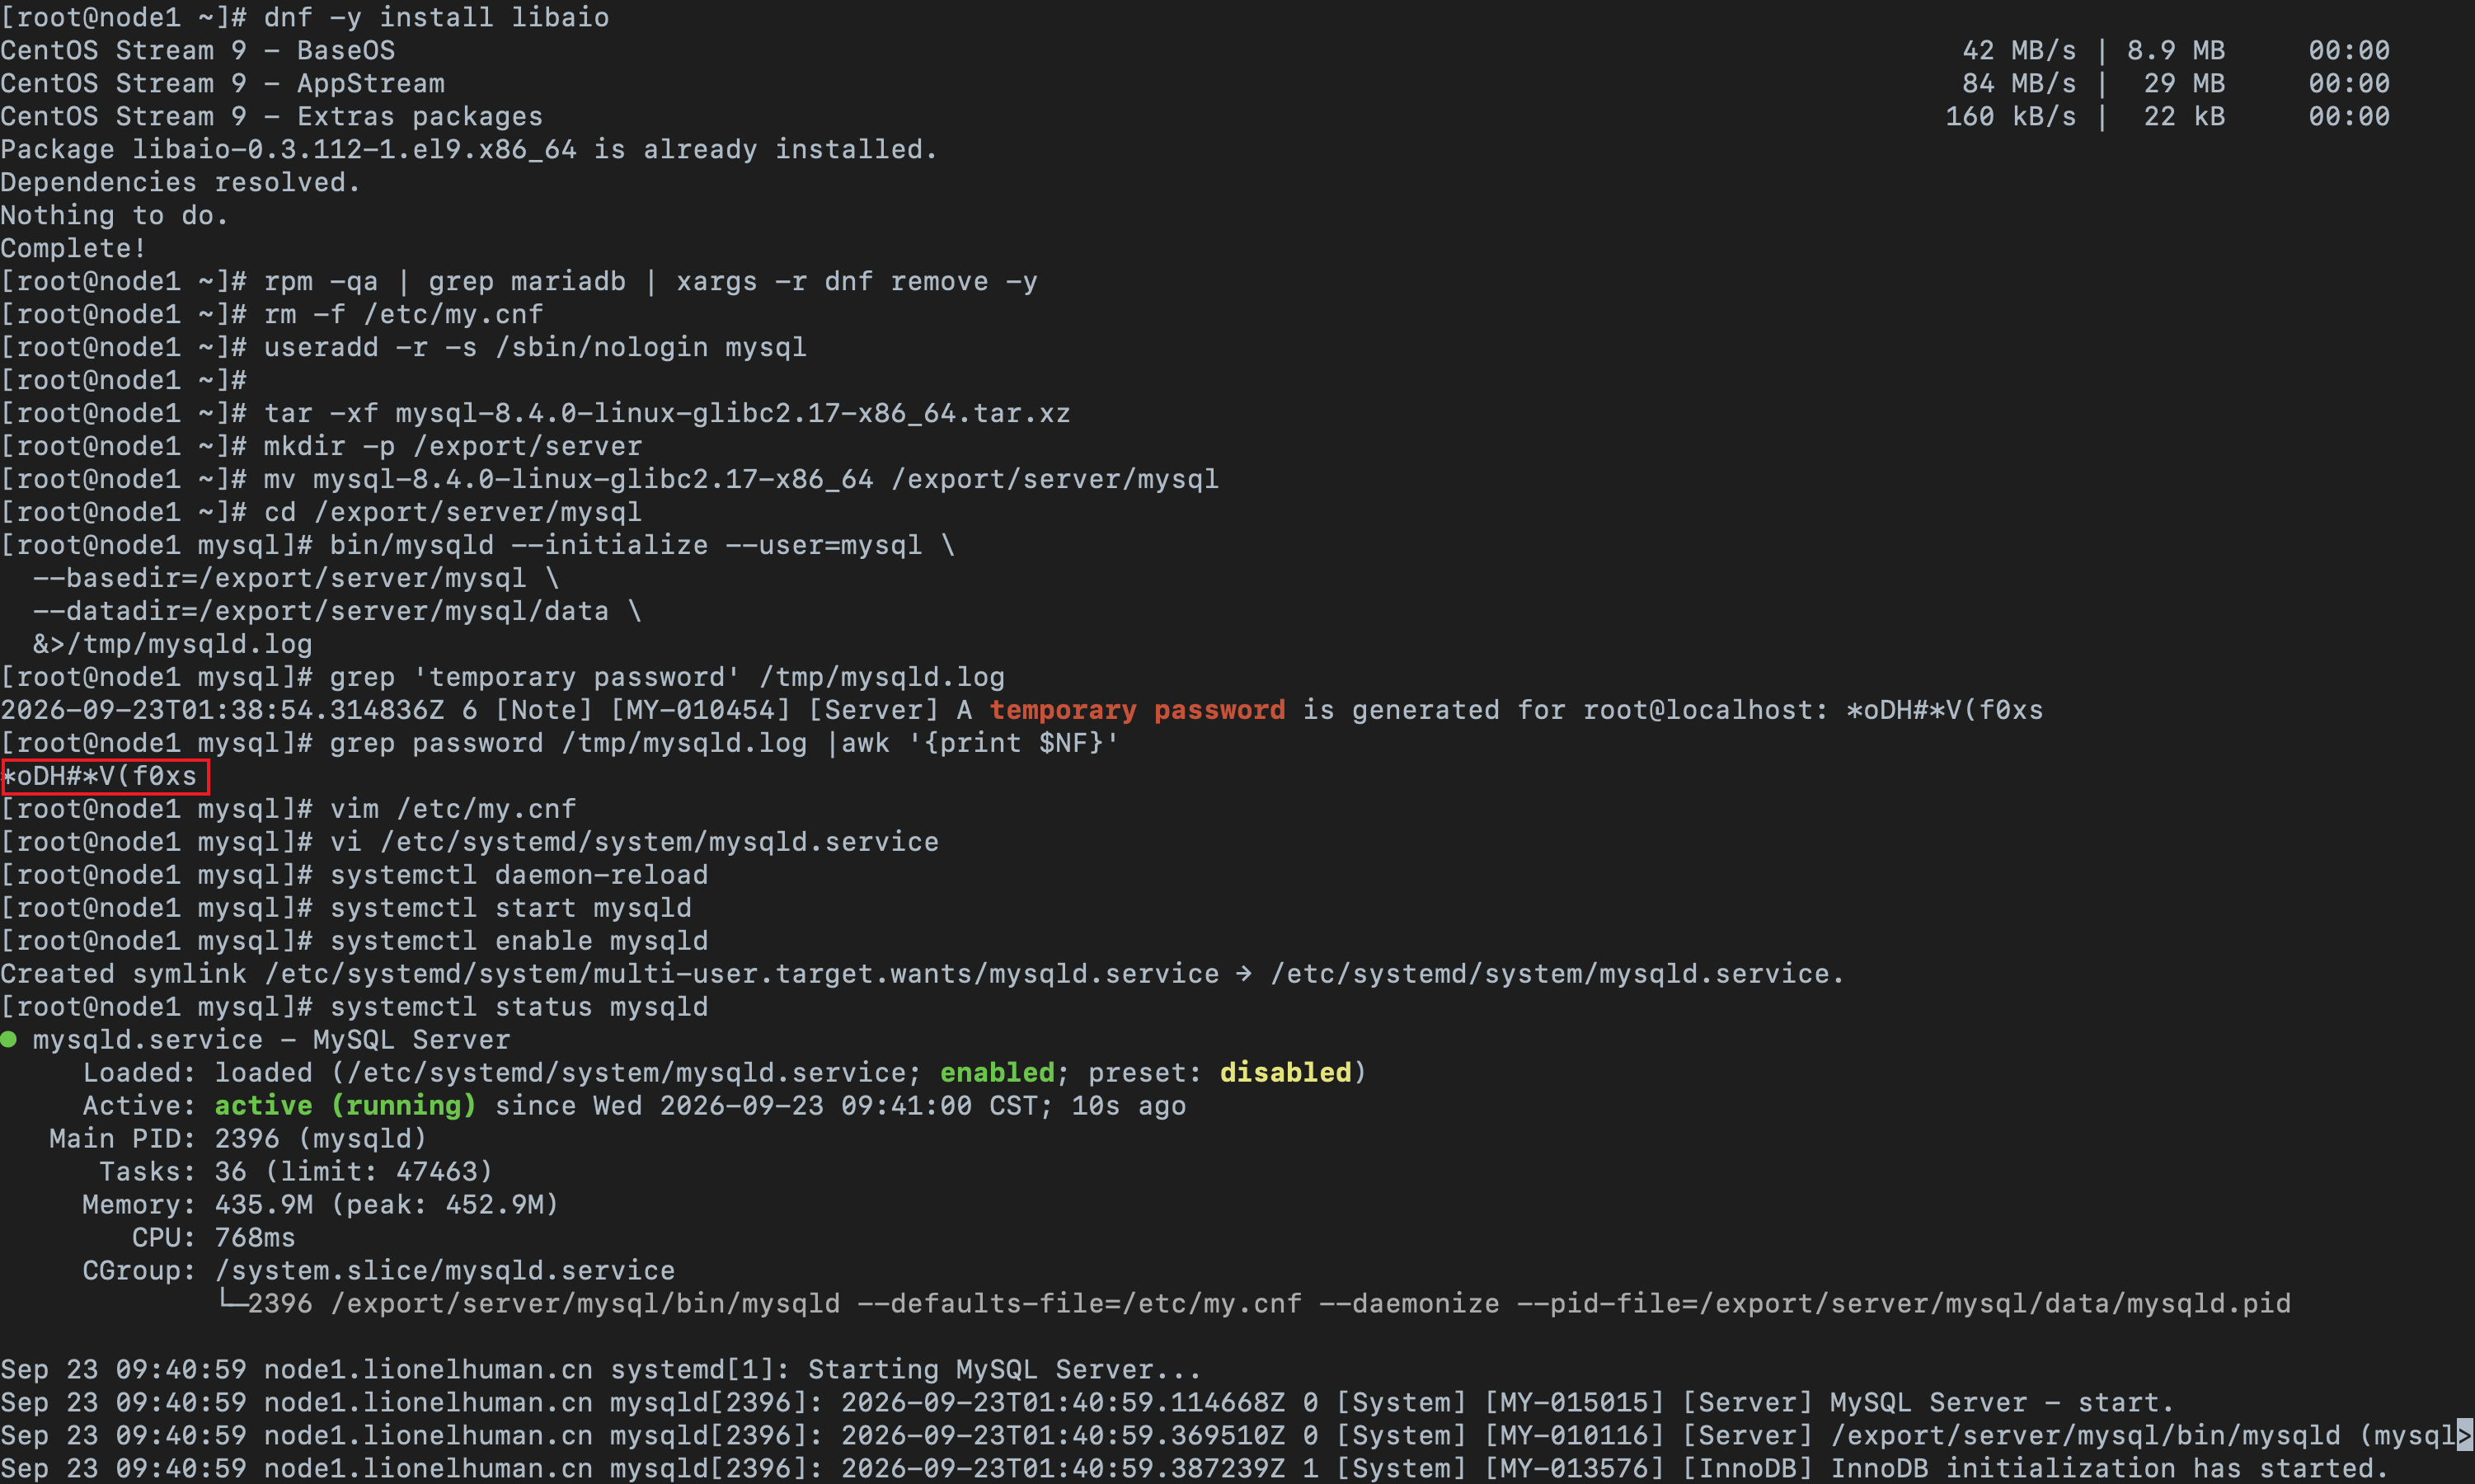 [root@node1 ~]# dnf -y install libaio
CentOS Stream 9 - BaseOS 42 MB/s | 8.9 MB 00:00
CentOS Stream 9 - AppStream 84 MB/s | 29 MB 00:00
CentOS Stream 9 - Extras packages 160 kB/s | 22 kB 00:00
Package libaio-0.3.112-1.el9.x86_64 is already installed.
Dependencies resolved.
Nothing to do.
Complete!
[root@node1 ~]# rpm -qa | grep mariadb | xargs -r dnf remove -y
[root@node1 ~]# rm -f /etc/my.cnf
[root@node1 ~]# useradd -r -s /sbin/nologin mysql
[root@node1 ~]#
[root@node1 ~]# tar -xf mysql-8.4.0-linux-glibc2.17-x86_64.tar.xz
[root@node1 ~]# mkdir -p /export/server
[root@node1 ~]# mv mysql-8.4.0-linux-glibc2.17-x86_64 /export/server/mysql
[root@node1 ~]# cd /export/server/mysql
[root@node1 mysql]# bin/mysqld --initialize --user=mysql \
--basedir=/export/server/mysql \
--datadir=/export/server/mysql/data \
&>/tmp/mysqld.log
[root@node1 mysql]# grep 'temporary password' /tmp/mysqld.log
2026-09-23T01:38:54.314836Z 6 [Note] [MY-010454] [Server] A temporary password is generated for root@localhost: *oDH#*V(f0xs
[root@node1 mysql]# grep password /tmp/mysqld.log |awk '{print $NF}'
*oDH#*V(f0xs
[root@node1 mysql]# vim /etc/my.cnf
[root@node1 mysql]# vi /etc/systemd/system/mysqld.service
[root@node1 mysql]# systemctl daemon-reload
[root@node1 mysql]# systemctl start mysqld
[root@node1 mysql]# systemctl enable mysqld
Created symlink /etc/systemd/system/multi-user.target.wants/mysqld.service → /etc/systemd/system/mysqld.service.
[root@node1 mysql]# systemctl status mysqld
● mysqld.service - MySQL Server
Loaded: loaded (/etc/systemd/system/mysqld.service; enabled; preset: disabled)
Active: active (running) since Wed 2026-09-23 09:41:00 CST; 10s ago
Main PID: 2396 (mysqld)
Tasks: 36 (limit: 47463)
Memory: 435.9M (peak: 452.9M)
CPU: 768ms
CGroup: /system.slice/mysqld.service
└─2396 /export/server/mysql/bin/mysqld --defaults-file=/etc/my.cnf --daemonize --pid-file=/export/server/mysql/data/mysqld.pid
Sep 23 09:40:59 node1.lionelhuman.cn systemd[1]: Starting MySQL Server...
Sep 23 09:40:59 node1.lionelhuman.cn mysqld[2396]: 2026-09-23T01:40:59.114668Z 0 [System] [MY-015015] [Server] MySQL Server - start.
Sep 23 09:40:59 node1.lionelhuman.cn mysqld[2396]: 2026-09-23T01:40:59.369510Z 0 [System] [MY-010116] [Server] /export/server/mysql/bin/mysqld (mysql>
Sep 23 09:40:59 node1.lionelhuman.cn mysqld[2396]: 2026-09-23T01:40:59.387239Z 1 [System] [MY-013576] [InnoDB] InnoDB initialization has started.